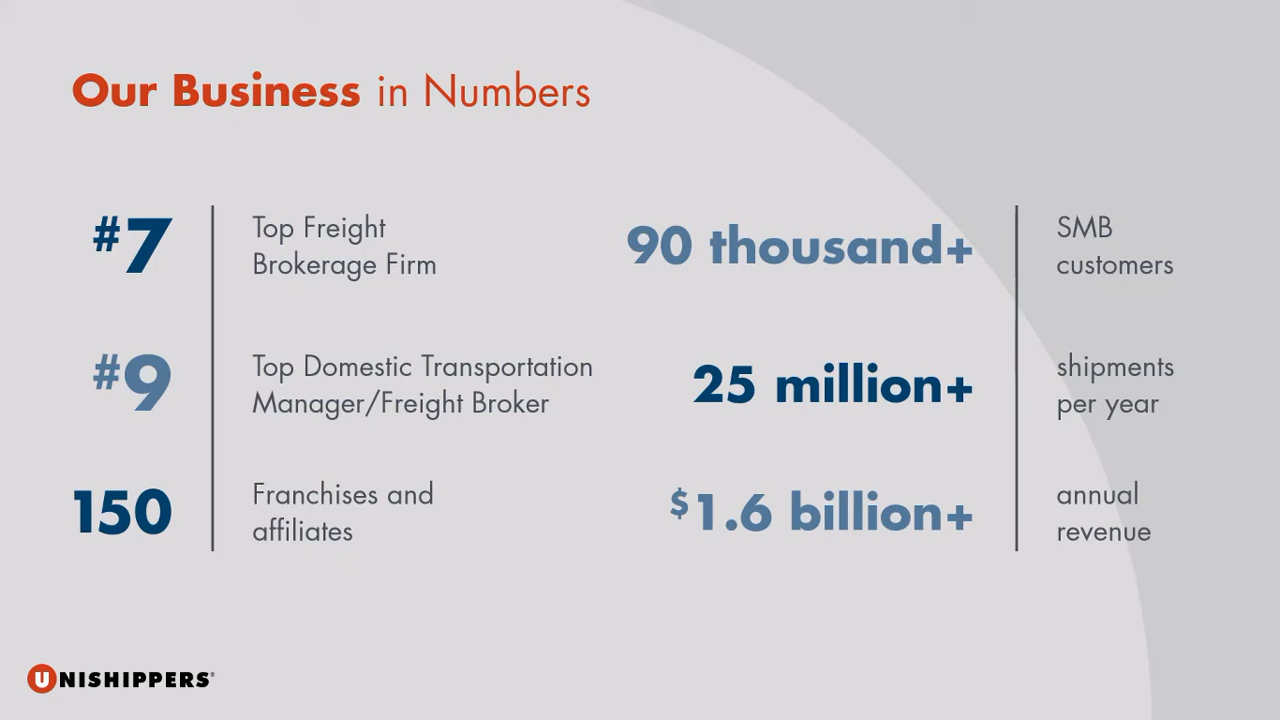 Our Business in Numbers
#7
Top Freight
Brokerage Firm
90 thousand+
SMB
customers
#9
Top Domestic Transportation
Manager/Freight Broker
25 million+
shipments
per year
150
Franchises and
affiliates
$1.6 billion+
annual
revenue
UNISHIPPERS®